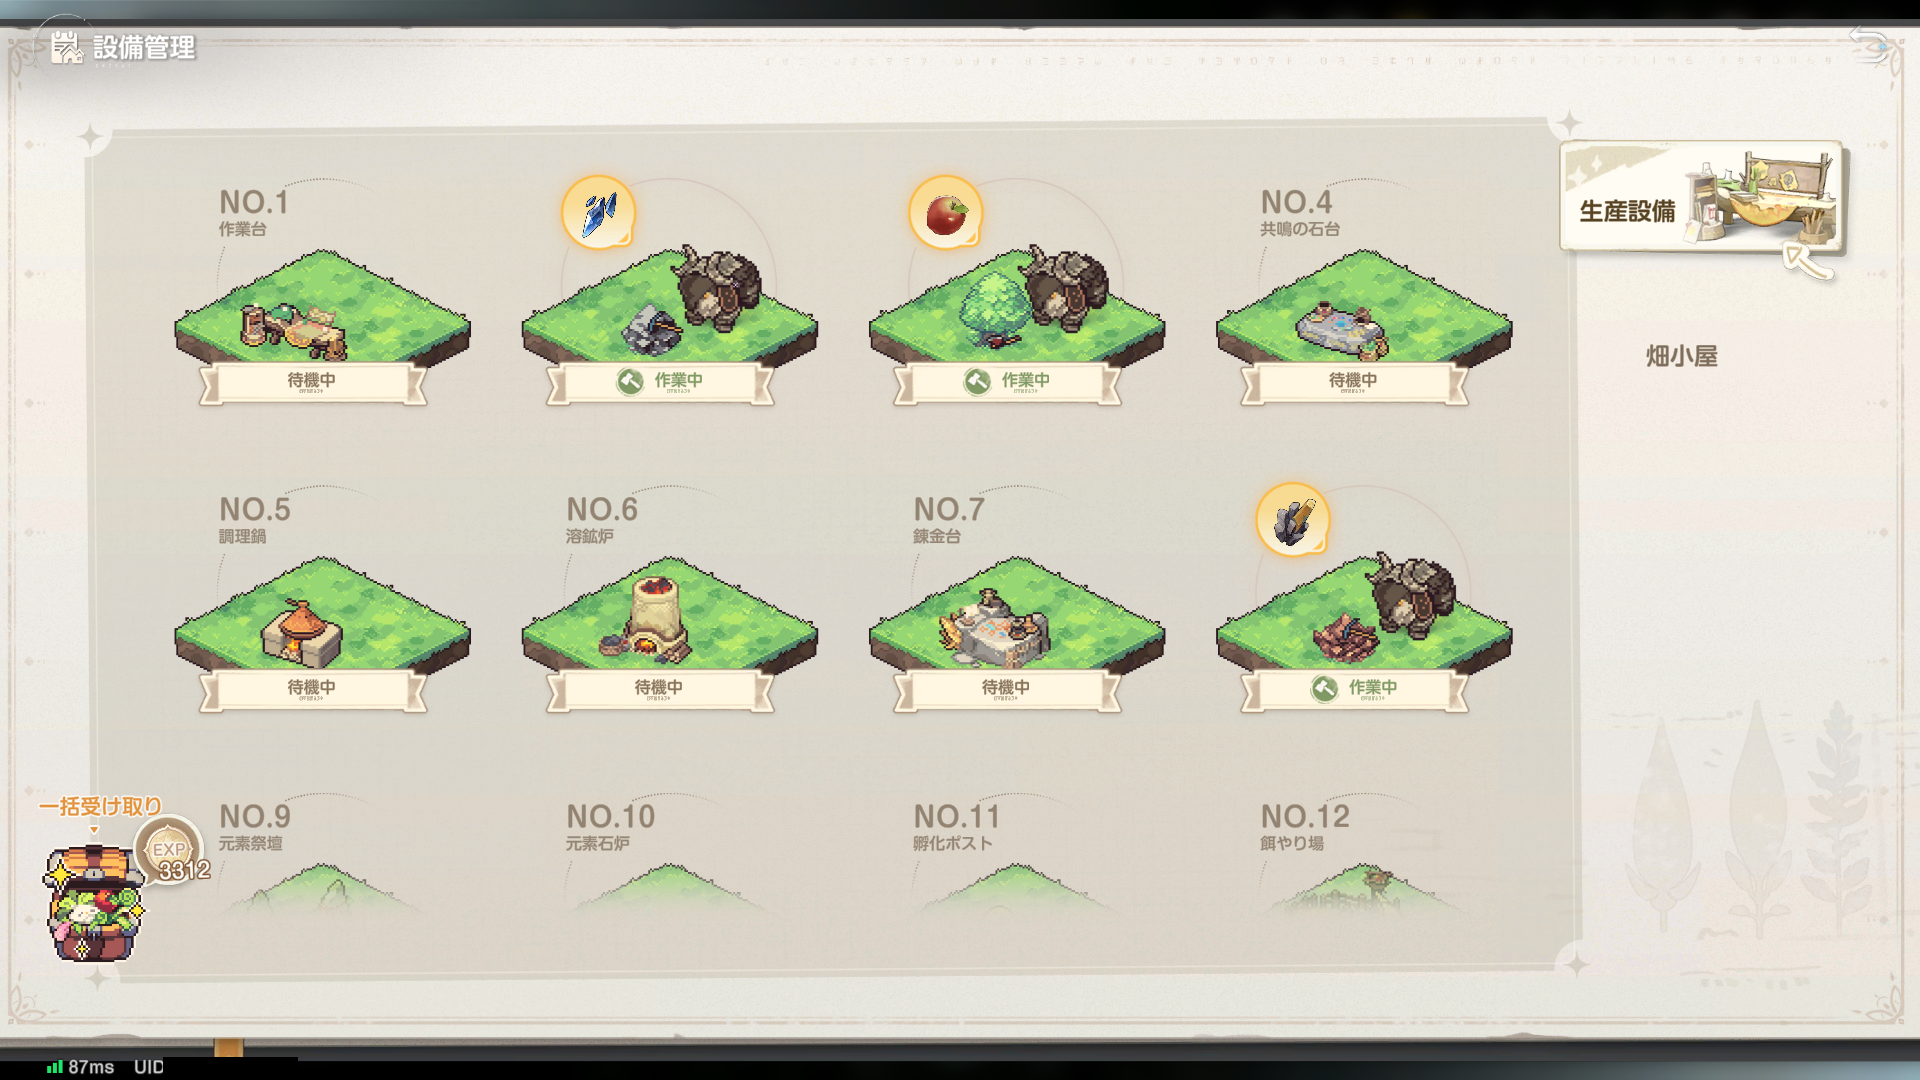 設備管理
NO.1
作業台
待機中
作業中
作業中
NO.4
共鳴の石台
待機中
生産設備
畑小屋
NO.5
調理鍋
待機中
NO.6
溶鉱炉
待機中
NO.7
錬金台
待機中
作業中
一括受け取り
EXP
3312
NO.9
元素祭壇
NO.10
元素石炉
NO.11
孵化ポスト
NO.12
餌やり場
87ms
UID